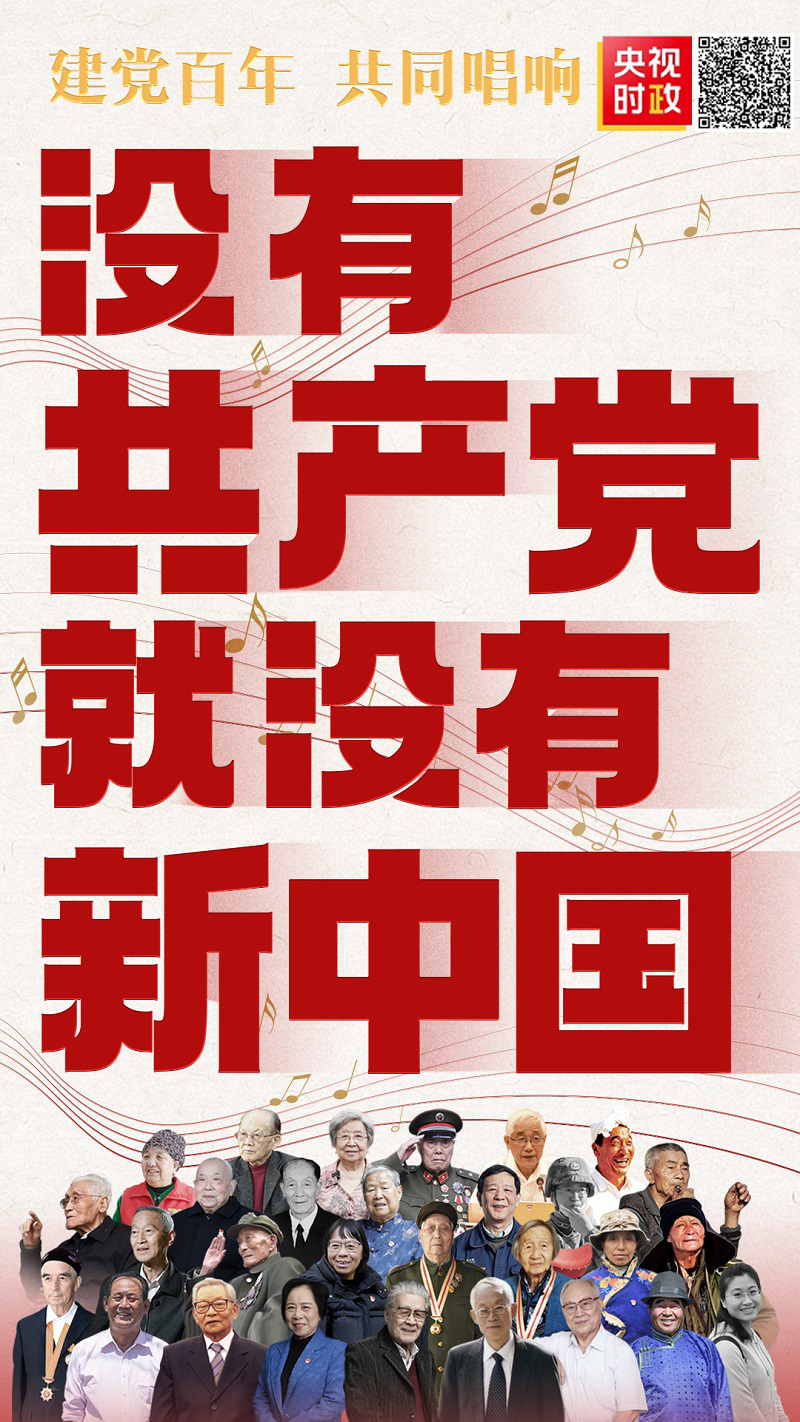 建党百年 共同唱响
央视
时政
没有
共产党
就没有
新中国